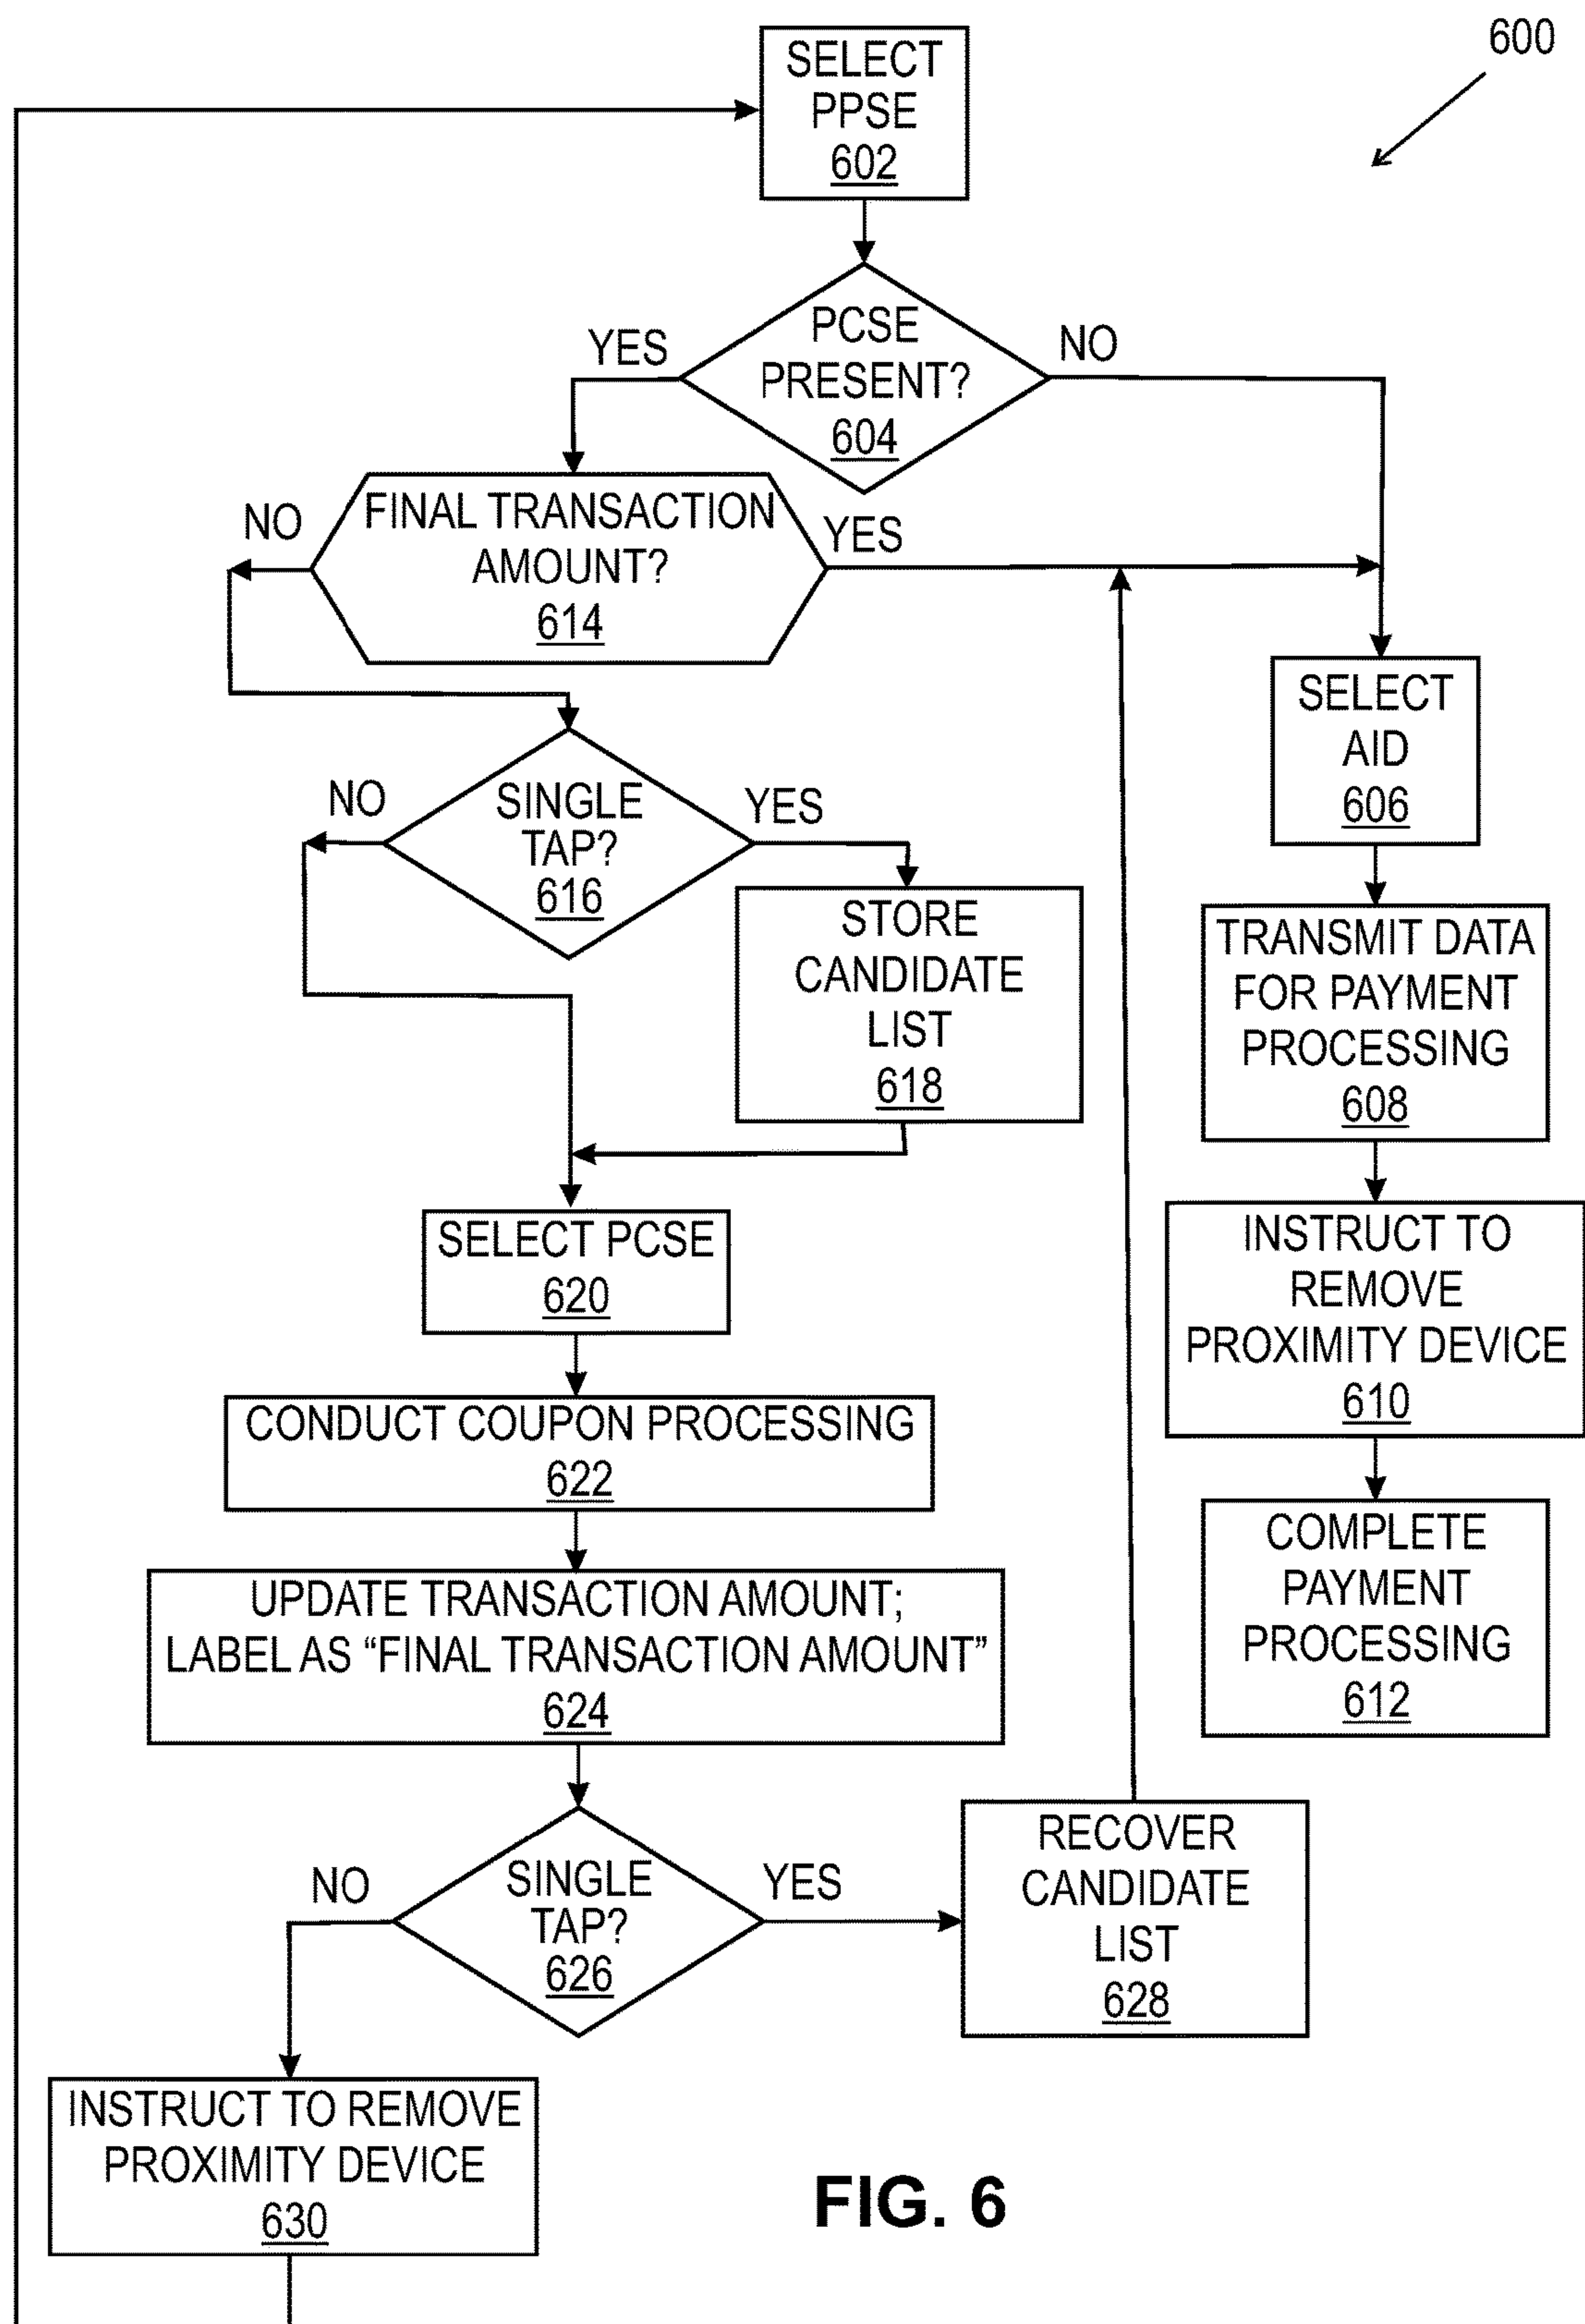 600
SELECT
PPSE
602
PCSE
PRESENT?
604
YES
NO
FINAL TRANSACTION
AMOUNT?
614
NO
YES
SINGLE
TAP?
616
NO
YES
STORE
CANDIDATE
LIST
618
SELECT
AID
606
TRANSMIT DATA
FOR PAYMENT
PROCESSING
608
INSTRUCT TO
REMOVE
PROXIMITY DEVICE
610
COMPLETE
PAYMENT
PROCESSING
612
SELECT PCSE
620
CONDUCT COUPON PROCESSING
622
UPDATE TRANSACTION AMOUNT;
LABEL AS “FINAL TRANSACTION AMOUNT”
624
SINGLE
TAP?
626
NO
YES
RECOVER
CANDIDATE
LIST
628
INSTRUCT TO REMOVE
PROXIMITY DEVICE
630
FIG. 6